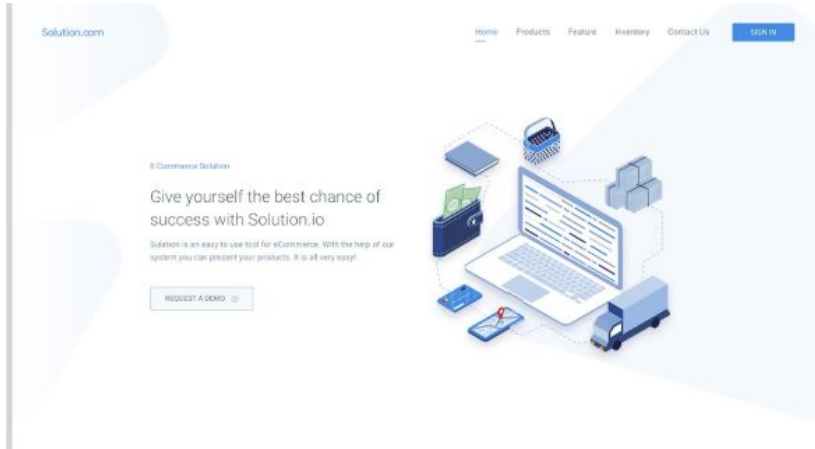 Solution.com
Home Products Feature Inventory Contact Us SIGN IN
E Commerce Solution
Give yourself the best chance of
success with Solution.io
Solution is an easy to use tool for eCommerce. With the help of our
system you can present your products. It is all very easy!
REQUEST A DEMO